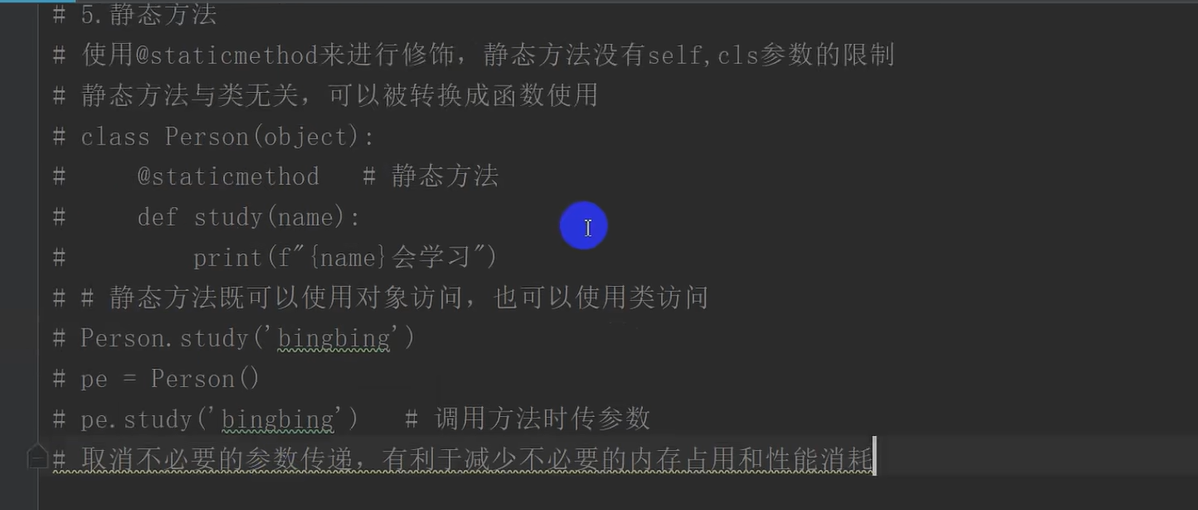 # 5.静态方法
# 使用@staticmethod来进行修饰，静态方法没有self,cls参数的限制
# 静态方法与类无关，可以被转换成函数使用
# class Person(object):
#     @staticmethod   # 静态方法
#     def study(name):
#         print(f"{name}会学习")
# # 静态方法既可以使用对象访问，也可以使用类访问
# Person.study('bingbing')
# pe = Person()
# pe.study('bingbing')   # 调用方法时传参数
# 取消不必要的参数传递，有利于减少不必要的内存占用和性能消耗